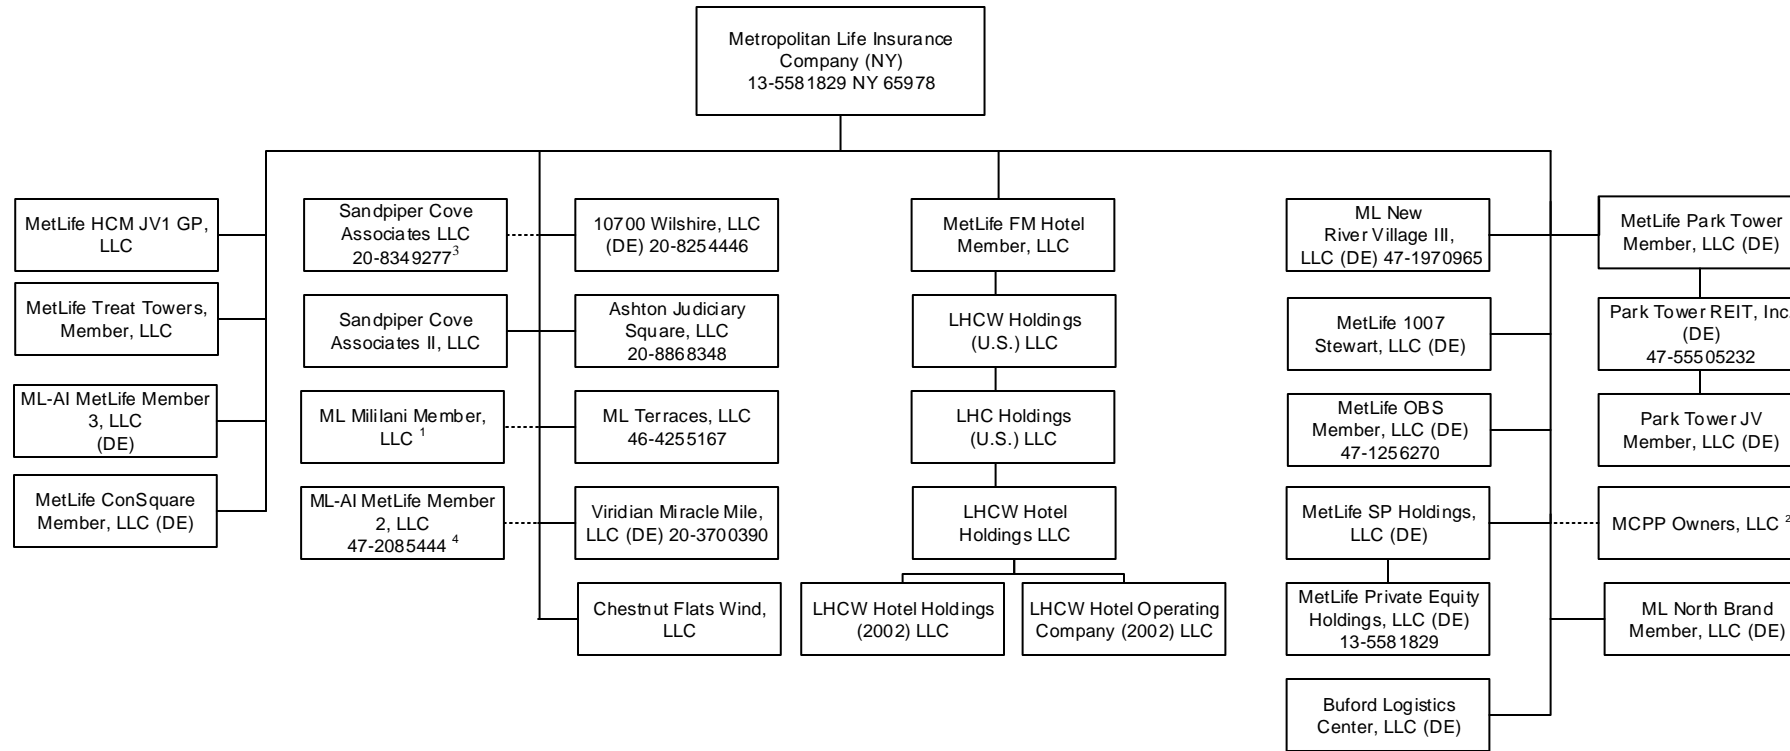 Metropolitan Life Insurance
Company (NY)
13-5581829 NY 65978
MetLife HCM JV1 GP,
LLC
MetLife Treat Towers,
Member, LLC
ML-AI MetLife Member
3, LLC
(DE)
MetLife ConSquare
Member, LLC (DE)
Sandpiper Cove
Associates LLC
20-8349277³
Sandpiper Cove
Associates II, LLC
ML Mililani Member,
LLC ¹
ML-AI MetLife Member
2, LLC
47-2085444 ⁴
10700 Wilshire, LLC
(DE) 20-8254446
Ashton Judiciary
Square, LLC
20-8868348
ML Terraces, LLC
46-4255167
Viridian Miracle Mile,
LLC (DE) 20-3700390
Chestnut Flats Wind,
LLC
MetLife FM Hotel
Member, LLC
LHCW Holdings
(U.S.) LLC
LHC Holdings
(U.S.) LLC
LHCW Hotel
Holdings LLC
LHCW Hotel Holdings
(2002) LLC
LHCW Hotel Operating
Company (2002) LLC
ML New
River Village III,
LLC (DE) 47-1970965
MetLife 1007
Stewart, LLC (DE)
MetLife OBS
Member, LLC (DE)
47-1256270
MetLife SP Holdings,
LLC (DE)
MetLife Private Equity
Holdings, LLC (DE)
13-5581829
Buford Logistics
Center, LLC (DE)
MetLife Park Tower
Member, LLC (DE)
Park Tower REIT, Inc.
(DE)
47-55505232
Park Tower JV
Member, LLC (DE)
MCPP Owners, LLC ²
ML North Brand
Member, LLC (DE)